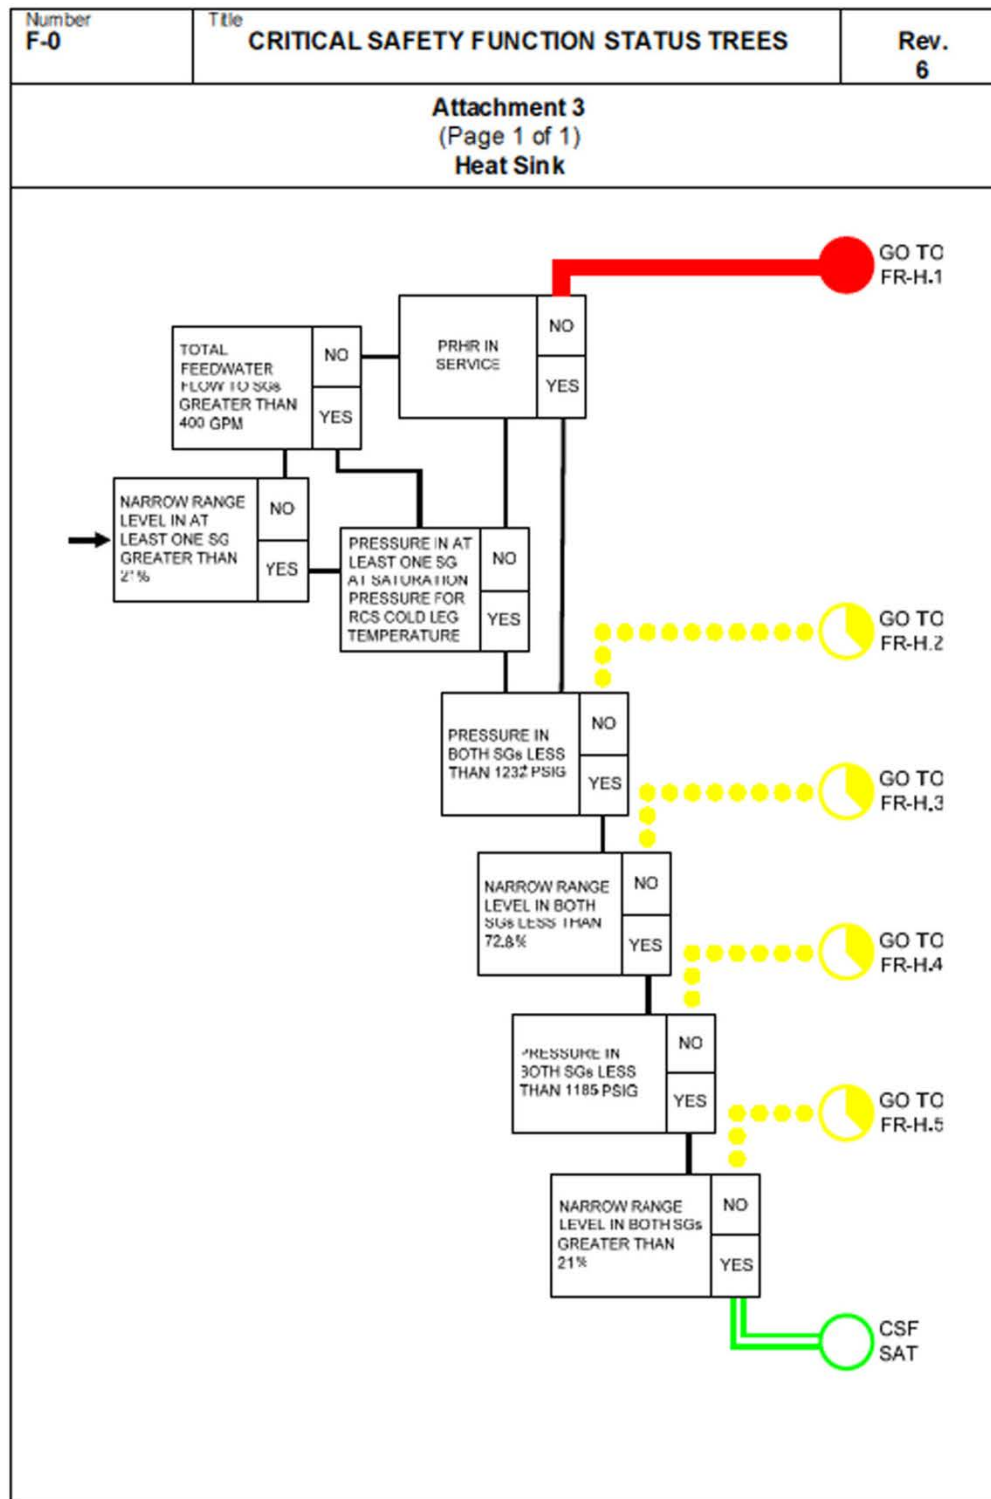 Number
F-0
Title
CRITICAL SAFETY FUNCTION STATUS TREES
Rev.
6
Attachment 3
(Page 1 of 1)
Heat Sink
GO TO
FR-H.1
PRHR IN
SERVICE
NO
YES
TOTAL
FEEDWATER
FLOW TO SGs
GREATER THAN
400 GPM
NO
YES
NARROW RANGE
LEVEL IN AT
LEAST ONE SG
GREATER THAN
21%
NO
YES
PRESSURE IN AT
LEAST ONE SG
AT SATURATION
PRESSURE FOR
RCS COLD LEG
TEMPERATURE
NO
YES
GO TO
FR-H.2
PRESSURE IN
BOTH SGs LESS
THAN 1232 PSIG
NO
YES
GO TO
FR-H.3
NARROW RANGE
LEVEL IN BOTH
SGs LESS THAN
72.8%
NO
YES
GO TO
FR-H.4
PRESSURE IN
BOTH SGs LESS
THAN 1185 PSIG
NO
YES
GO TO
FR-H.5
NARROW RANGE
LEVEL IN BOTH SGs
GREATER THAN
21%
NO
YES
CSF
SAT